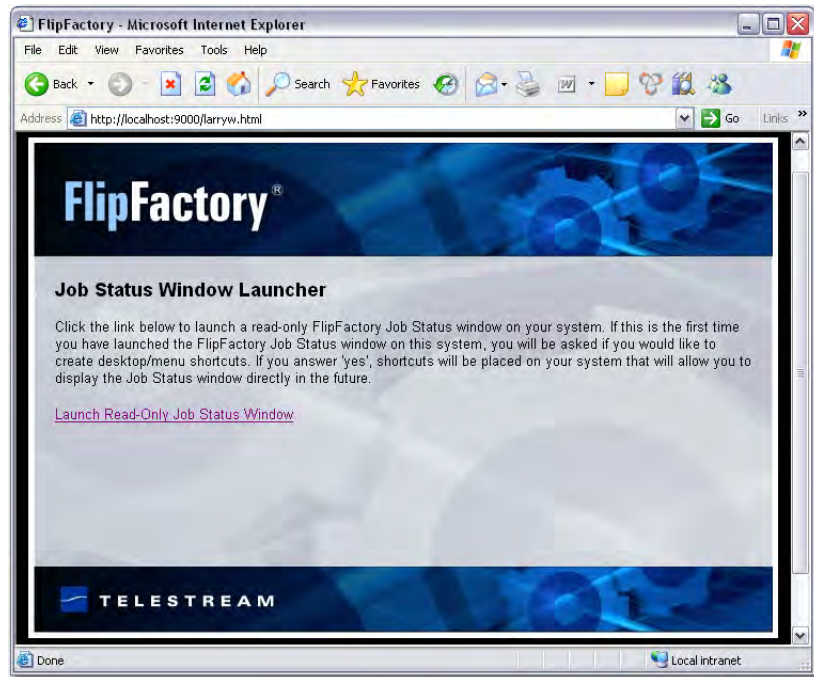 FlipFactory - Microsoft Internet Explorer
File Edit View Favorites Tools Help
Back Search Favorites
Address http://localhost:9000/larryw.html Go Links »
FlipFactory®
Job Status Window Launcher
Click the link below to launch a read-only FlipFactory Job Status window on your system. If this is the first time
you have launched the FlipFactory Job Status window on this system, you will be asked if you would like to
create desktop/menu shortcuts. If you answer 'yes', shortcuts will be placed on your system that will allow you to
display the Job Status window directly in the future.
Launch Read-Only Job Status Window
TELESTREAM
Done Local intranet